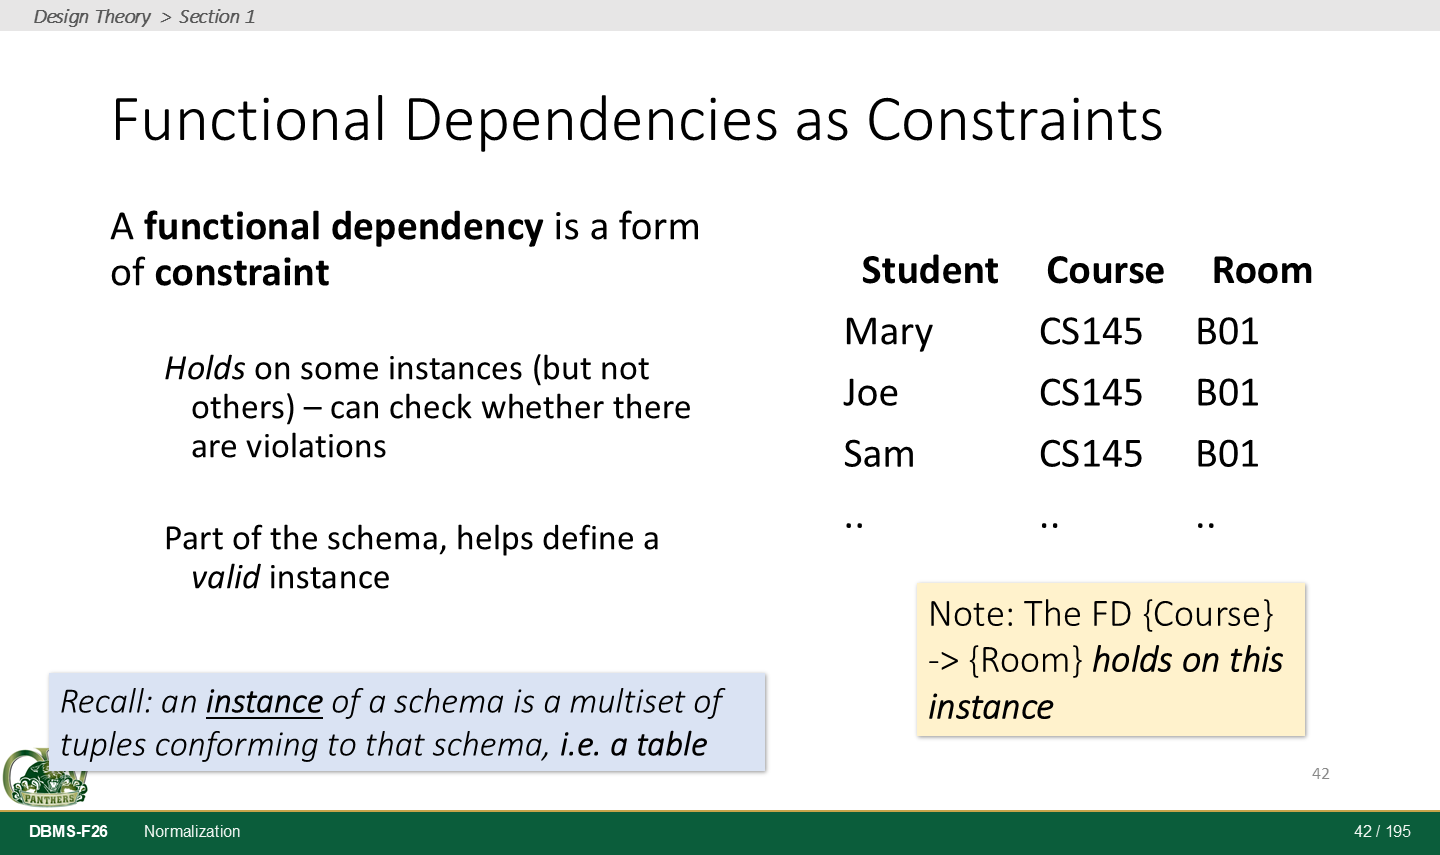 Design Theory > Section 1
Functional Dependencies as Constraints
A functional dependency is a form
of constraint
Holds on some instances (but not
others) – can check whether there
are violations
Part of the schema, helps define a
valid instance
Student Course Room
Mary CS145 B01
Joe CS145 B01
Sam CS145 B01
.. .. ..
Note: The FD {Course}
-> {Room} holds on this
instance
Recall: an instance of a schema is a multiset of
tuples conforming to that schema, i.e. a table
PANTHERS
42
DBMS-F26 Normalization 42 / 195